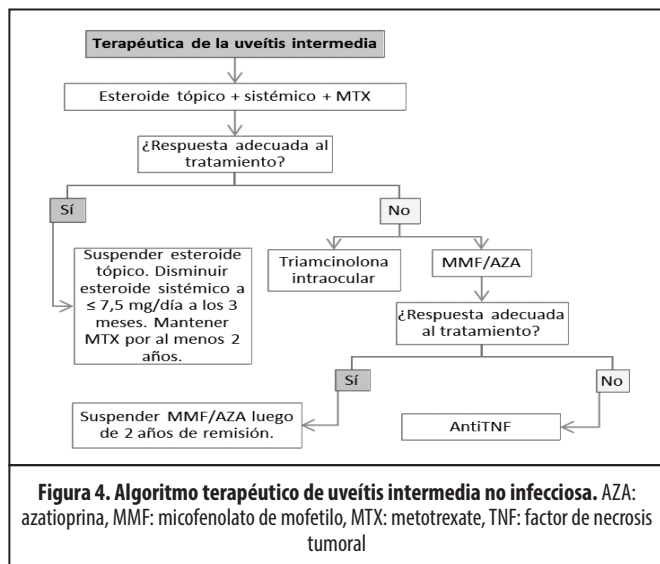 Terapéutica de la uveítis intermedia
Esteroide tópico + sistémico + MTX
¿Respuesta adecuada al
tratamiento?
Sí
No
Suspender esteroide
tópico. Disminuir
esteroide sistémico a
≤ 7,5 mg/día a los 3
meses. Mantener
MTX por al menos 2
años.
Triamcinolona
intraocular
MMF/AZA
¿Respuesta adecuada
al tratamiento?
Sí
No
Suspender MMF/AZA luego
de 2 años de remisión.
AntiTNF
Figura 4. Algoritmo terapéutico de uveítis intermedia no infecciosa. AZA:
azatioprina, MMF: micofenolato de mofetilo, MTX: metotrexate, TNF: factor de necrosis
tumoral